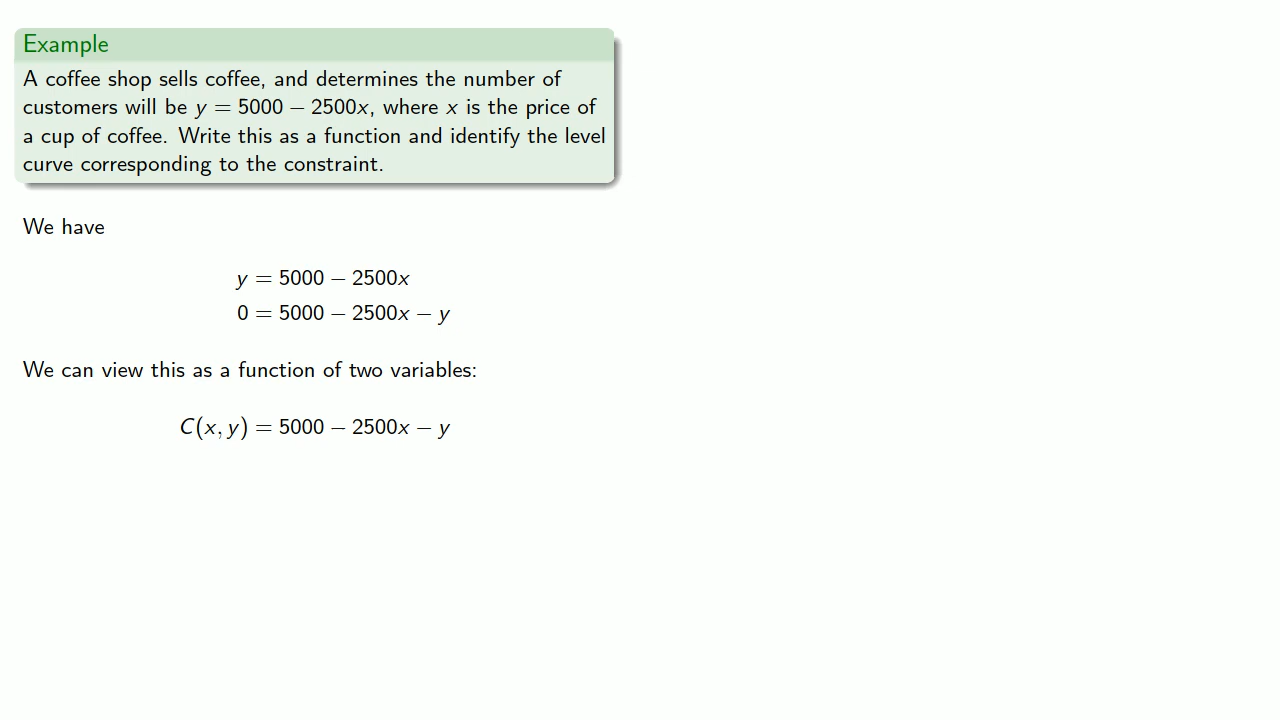 Example
A coffee shop sells coffee, and determines the number of
customers will be y = 5000 − 2500x, where x is the price of
a cup of coffee. Write this as a function and identify the level
curve corresponding to the constraint.
We have
y = 5000 − 2500x
0 = 5000 − 2500x − y
We can view this as a function of two variables:
C(x, y) = 5000 − 2500x − y